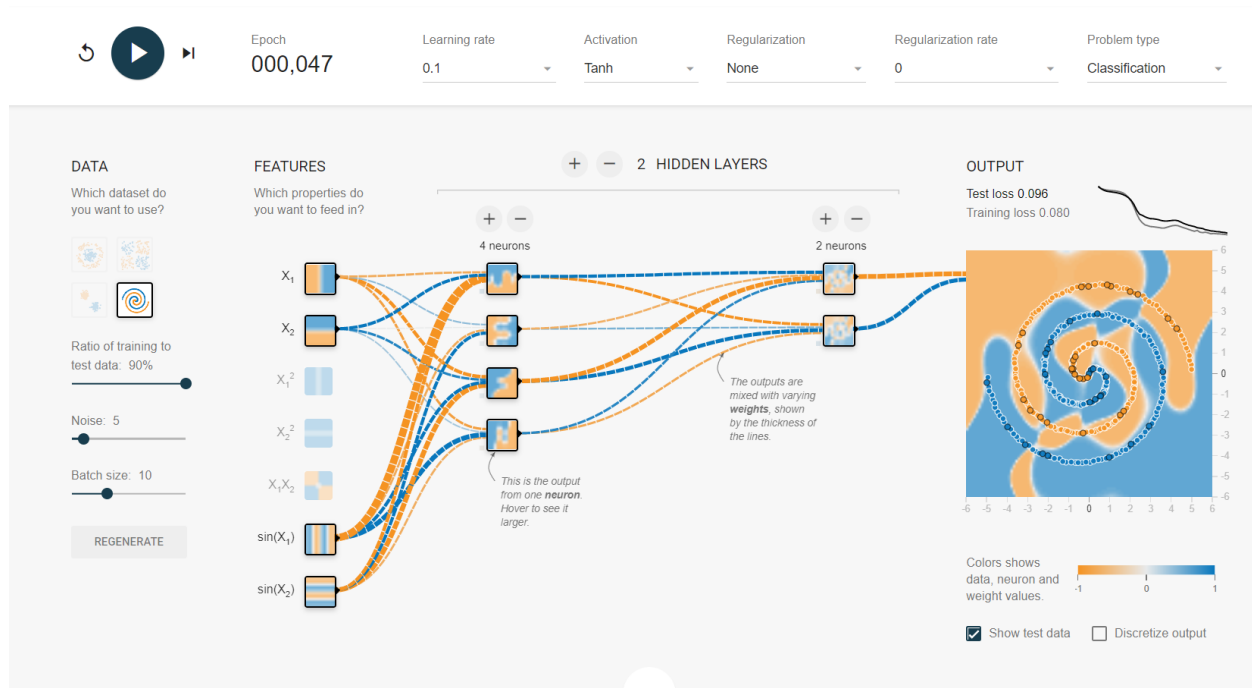 Epoch
000,047
Learning rate
0.1
Activation
Tanh
Regularization
None
Regularization rate
0
Problem type
Classification
DATA
Which dataset do
you want to use?
Ratio of training to
test data: 90%
Noise: 5
Batch size: 10
REGENERATE
FEATURES
Which properties do
you want to feed in?
X₁
X₂
X₁²
X₂²
X₁X₂
sin(X₁)
sin(X₂)
+ − 2 HIDDEN LAYERS
+ −
4 neurons
+ −
2 neurons
This is the output
from one neuron.
Hover to see it
larger.
The outputs are
mixed with varying
weights, shown
by the thickness of
the lines.
OUTPUT
Test loss 0.096
Training loss 0.080
6
5
4
3
2
1
0
-1
-2
-3
-4
-5
-6
-6 -5 -4 -3 -2 -1 0 1 2 3 4 5 6
Colors shows
data, neuron and
weight values.
-1 0 1
Show test data
Discretize output